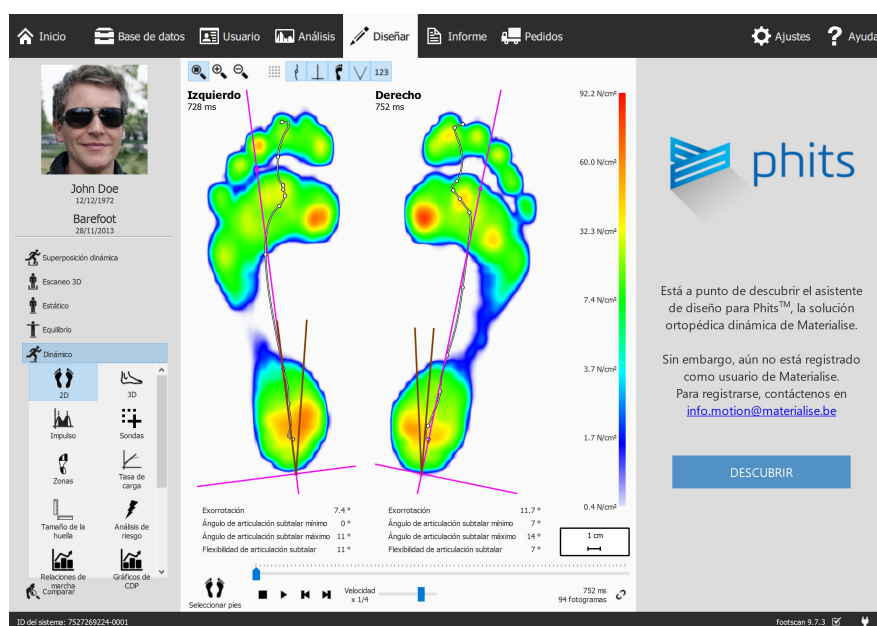 Inicio
Base de datos
Usuario
Análisis
Diseñar
Informe
Pedidos
Ajustes
Ayuda
John Doe
12/12/1972
Barefoot
28/11/2013
Superposición dinámica
Escaneo 3D
Estático
Equilibrio
Dinámico
2D
3D
Impulso
Sondas
Zonas
Tasa de
carga
Tamaño de la
huella
Análisis de
riesgo
Relaciones de
marcha
Gráficos de
CDP
Comparar
123
Izquierdo
728 ms
Derecho
752 ms
92.2 N/cm²
60.0 N/cm²
32.3 N/cm²
7.4 N/cm²
3.7 N/cm²
1.7 N/cm²
0.4 N/cm²
Exorrotación 7.4 °
Ángulo de articulación subtalar mínimo 0 °
Ángulo de articulación subtalar máximo 11 °
Flexibilidad de articulación subtalar 11 °
Exorrotación 11.7 °
Ángulo de articulación subtalar mínimo 7 °
Ángulo de articulación subtalar máximo 14 °
Flexibilidad de articulación subtalar 7 °
1 cm
Seleccionar pies
Velocidad
x 1/4
752 ms
94 fotogramas
phits
Está a punto de descubrir el asistente
de diseño para Phits™, la solución
ortopédica dinámica de Materialise.
Sin embargo, aún no está registrado
como usuario de Materialise.
Para registrarse, contáctenos en
info.motion@materialise.be
DESCUBRIR
ID del sistema: 7527269224-0001
footscan 9.7.3